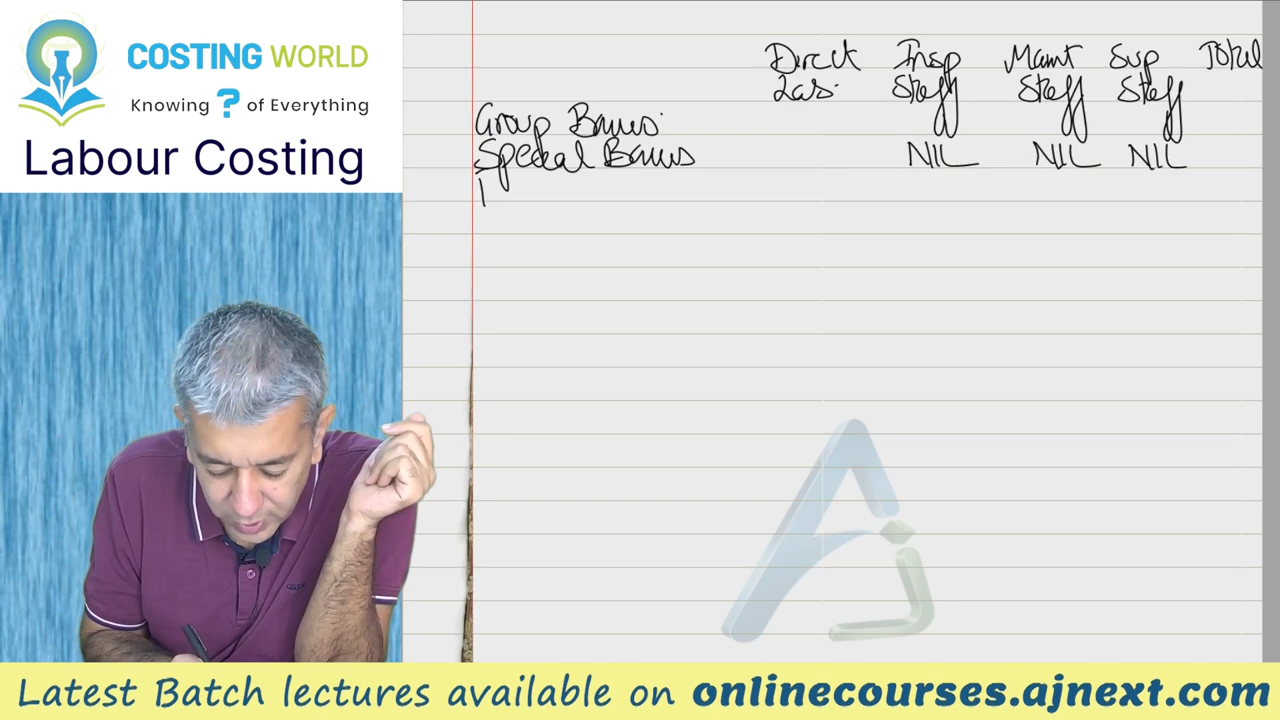 COSTING WORLD
Knowing ? of Everything
Labour Costing
Direct Insp Maint Sup Total
Lab. Staff Staff Staff
Group Bonus
Special Bonus NIL NIL NIL
AJ
Latest Batch lectures available on onlinecourses.ajnext.com